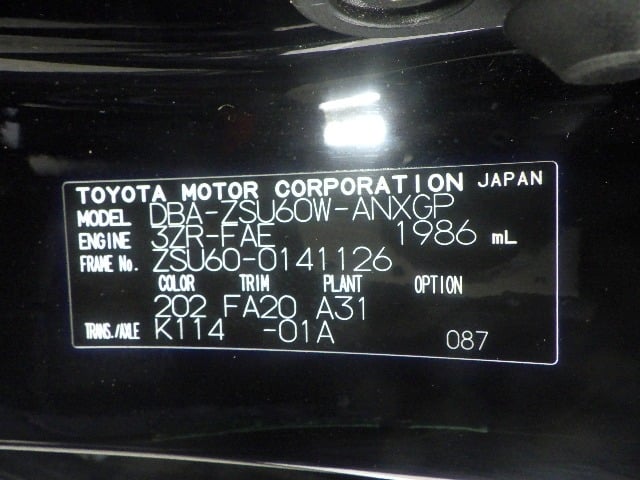 TOYOTA MOTOR CORPORATION JAPAN
MODEL DBA-ZSU60W-ANXGP
ENGINE 3ZR-FAE 1986 mL
FRAME No. ZSU60-0141126
COLOR TRIM PLANT OPTION
202 FA20 A31
TRANS./AXLE K114 -01A 087